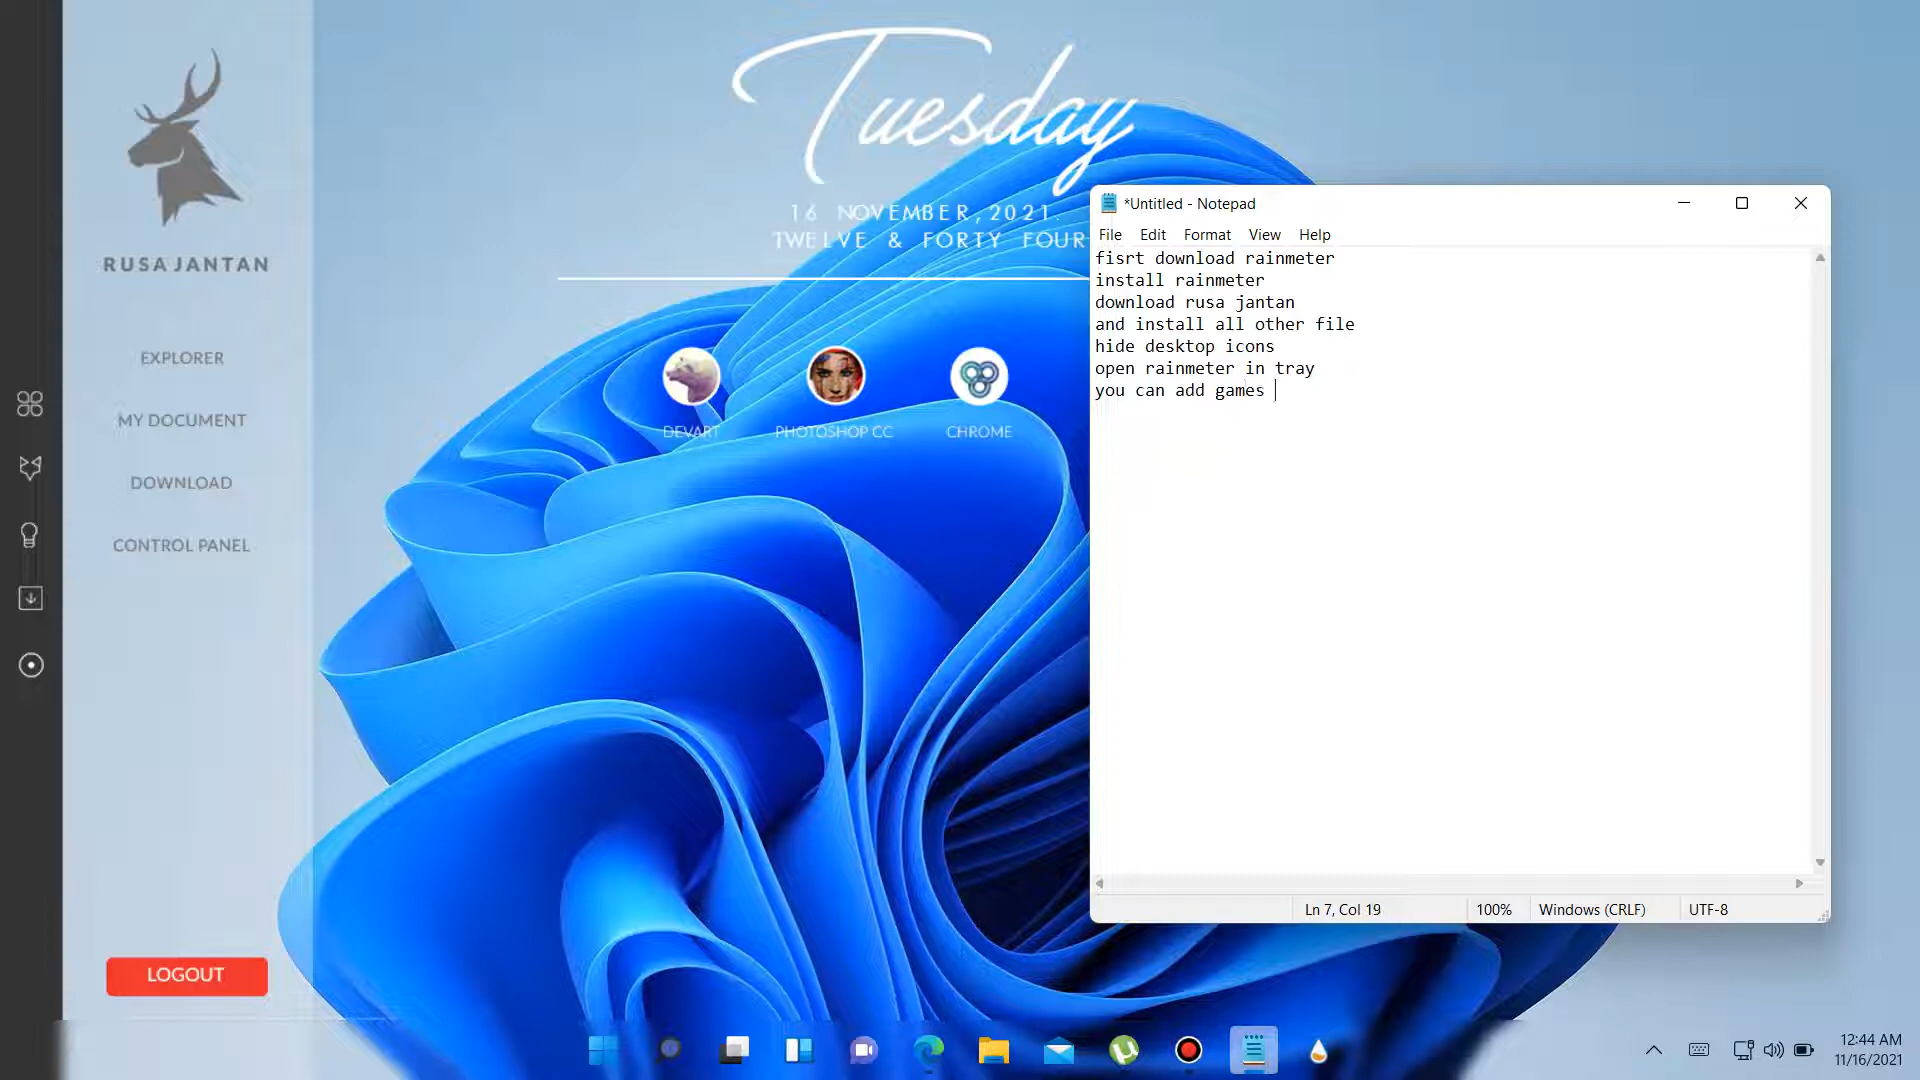 RUSA JANTAN
EXPLORER
MY DOCUMENT
DOWNLOAD
CONTROL PANEL
LOGOUT
Tuesday
16 NOVEMBER, 2021.
TWELVE & FORTY FOUR
DEVART
PHOTOSHOP CC
CHROME
*Untitled - Notepad
File Edit Format View Help
fisrt download rainmeter
install rainmeter
download rusa jantan
and install all other file
hide desktop icons
open rainmeter in tray
you can add games
Ln 7, Col 19
100%
Windows (CRLF)
UTF-8
12:44 AM
11/16/2021